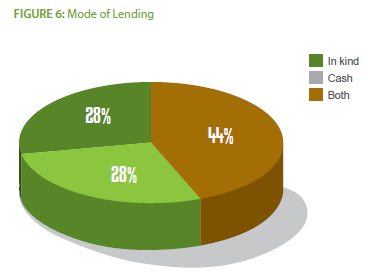 FIGURE 6: Mode of Lending
In kind
Cash
Both
28%
44%
28%